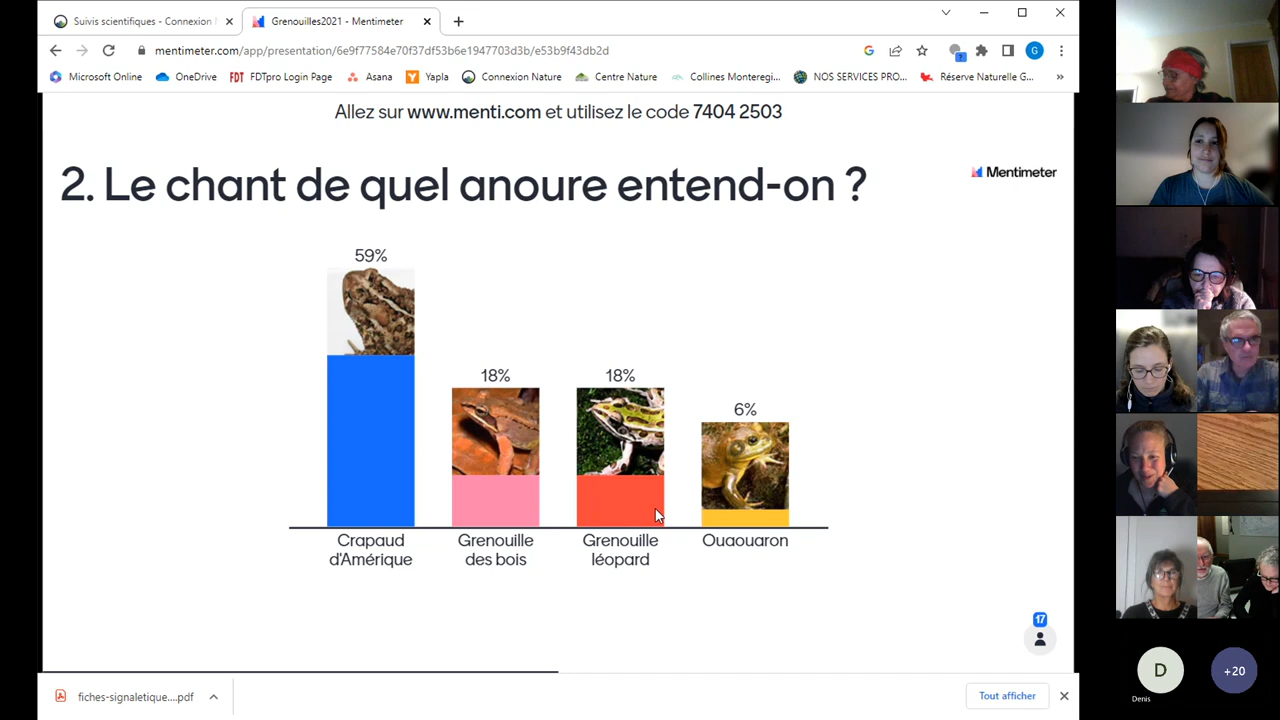 Suivis scientifiques - Connexion
Grenouilles2021 - Mentimeter
mentimeter.com/app/presentation/6e9f77584e70f37df53b6e1947703d3b/e53b9f43db2d
G
Microsoft Online
OneDrive
FDT FDTpro Login Page
Asana
Y Yapla
Connexion Nature
Centre Nature
Collines Monteregi...
NOS SERVICES PRO...
Réserve Naturelle G...
»
Allez sur www.menti.com et utilisez le code 7404 2503
2. Le chant de quel anoure entend-on ?
Mentimeter
59%
18%
18%
6%
Crapaud d'Amérique
Grenouille des bois
Grenouille léopard
Ouaouaron
17
fiches-signaletique....pdf
Tout afficher
D
Denis
+20